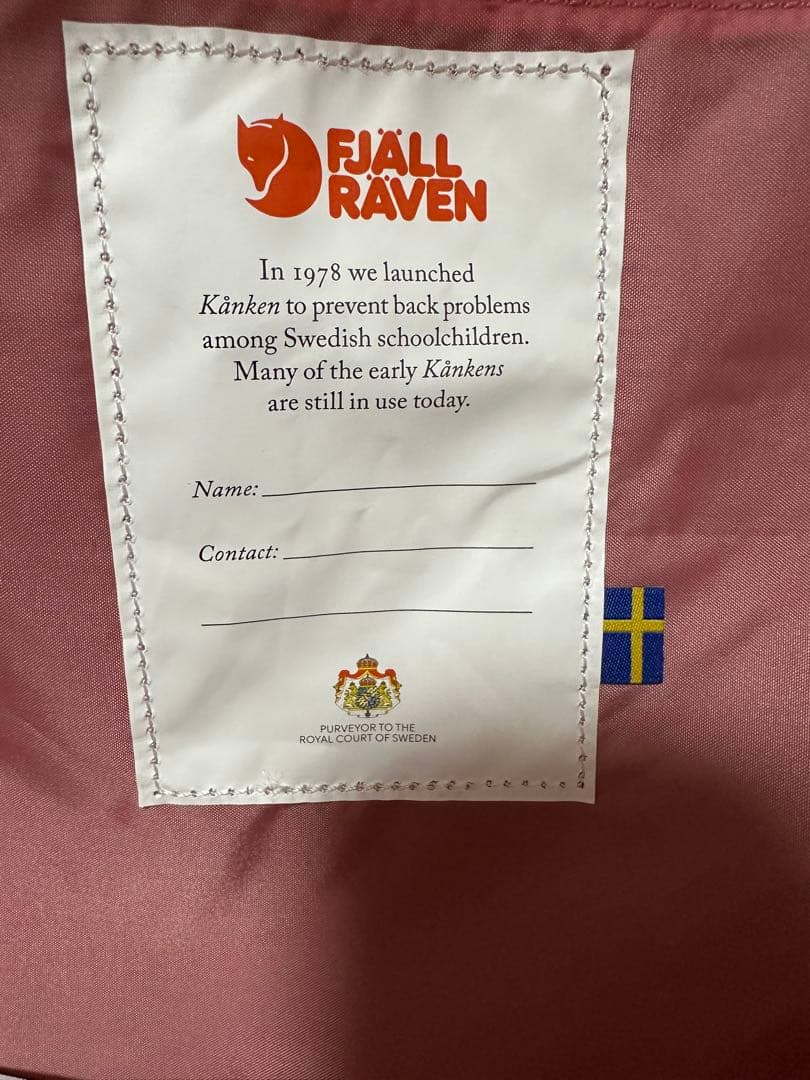 FJÄLL
RÄVEN
In 1978 we launched
Kånken to prevent back problems
among Swedish schoolchildren.
Many of the early Kånkens
are still in use today.
Name:
Contact:
PURVEYOR TO THE
ROYAL COURT OF SWEDEN